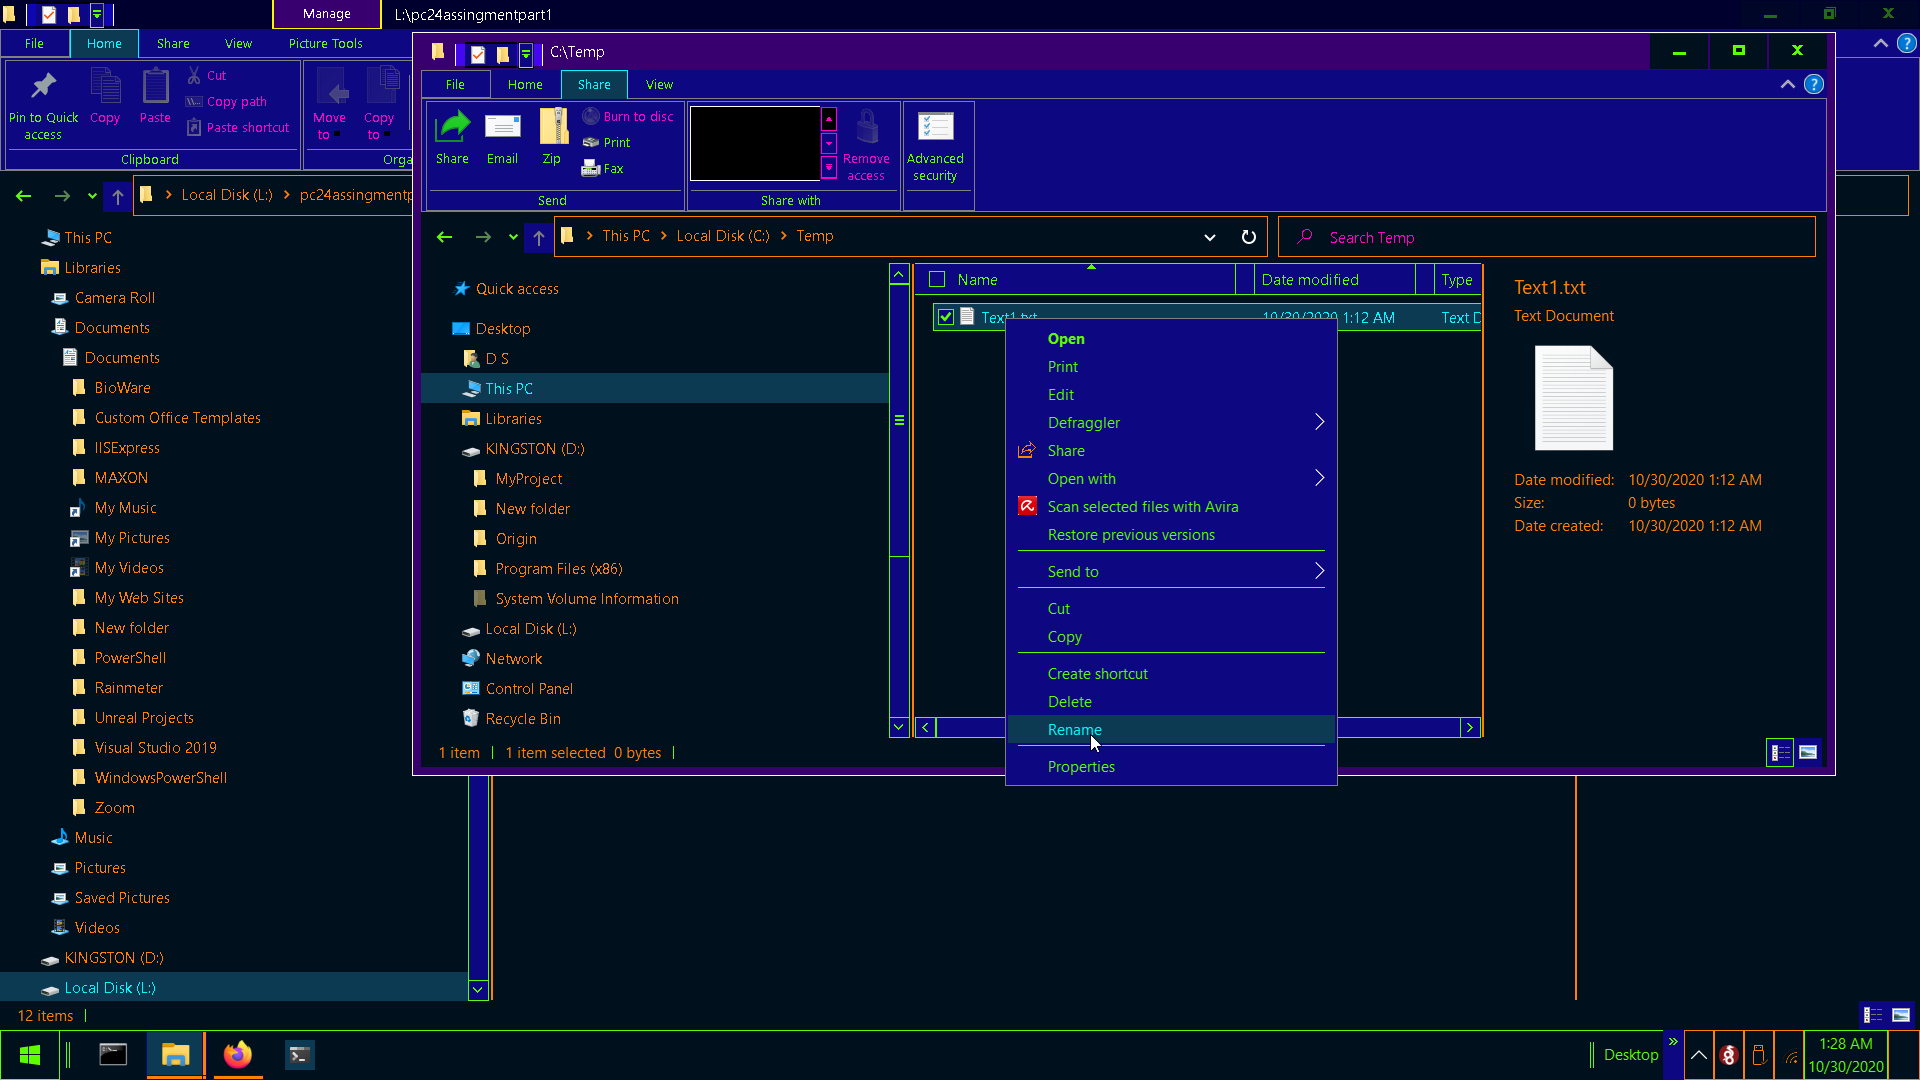 Manage
L:\pc24assingmentpart1
File
Home
Share
View
Picture Tools
Pin to Quick access
Copy
Paste
Cut
Copy path
Paste shortcut
Move to
Copy to
Clipboard
Orga
Local Disk (L:)
pc24assingmentp
This PC
Libraries
Camera Roll
Documents
Documents
BioWare
Custom Office Templates
IISExpress
MAXON
My Music
My Pictures
My Videos
My Web Sites
New folder
PowerShell
Rainmeter
Unreal Projects
Visual Studio 2019
WindowsPowerShell
Zoom
Music
Pictures
Saved Pictures
Videos
KINGSTON (D:)
Local Disk (L:)
12 items
C:\Temp
File
Home
Share
View
Share
Email
Zip
Burn to disc
Print
Fax
Send
Remove access
Share with
Advanced security
This PC
Local Disk (C:)
Temp
Search Temp
Quick access
Desktop
D S
This PC
Libraries
KINGSTON (D:)
MyProject
New folder
Origin
Program Files (x86)
System Volume Information
Local Disk (L:)
Network
Control Panel
Recycle Bin
1 item
1 item selected 0 bytes
Name
Date modified
Type
Text1.txt
10/30/2020 1:12 AM
Text D
Open
Print
Edit
Defraggler
Share
Open with
Scan selected files with Avira
Restore previous versions
Send to
Cut
Copy
Create shortcut
Delete
Rename
Properties
Text1.txt
Text Document
Date modified: 10/30/2020 1:12 AM
Size: 0 bytes
Date created: 10/30/2020 1:12 AM
Desktop
1:28 AM
10/30/2020